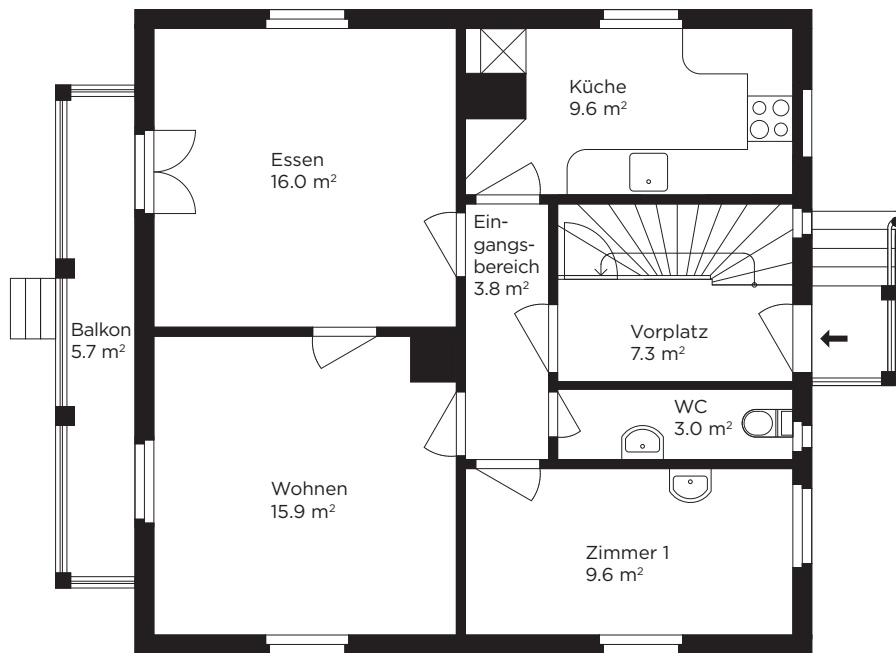 Küche
9.6 m²
Essen
16.0 m²
Ein-
gangs-
bereich
3.8 m²
Balkon
5.7 m²
Vorplatz
7.3 m²
WC
3.0 m²
Wohnen
15.9 m²
Zimmer 1
9.6 m²